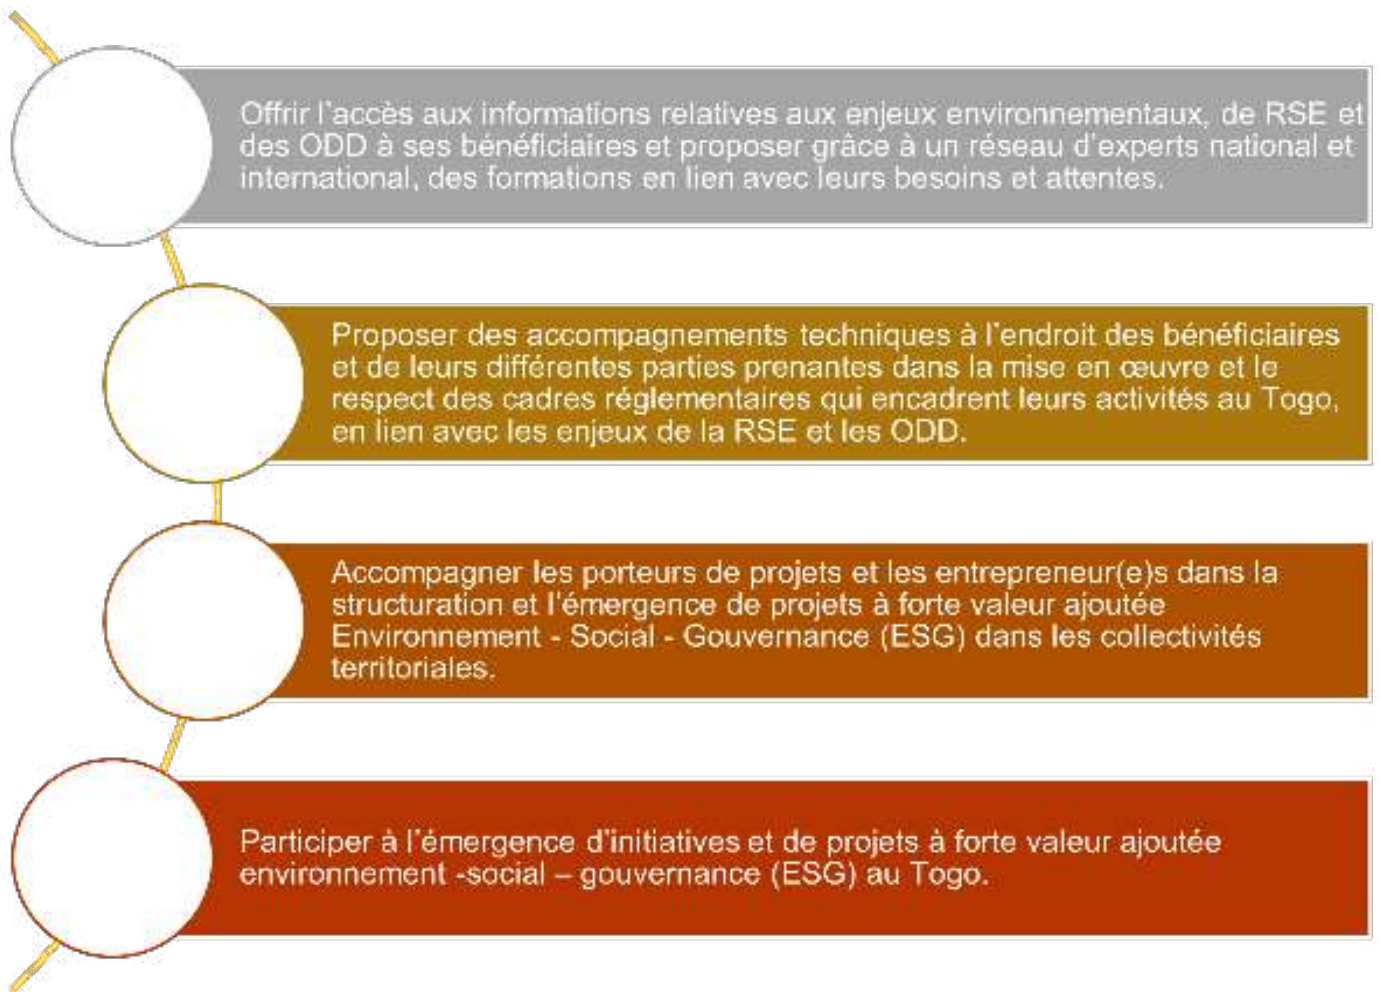 Offrir l'accès aux informations relatives aux enjeux environnementaux, de RSE et
des ODD à ses bénéficiaires et proposer grâce à un réseau d'experts national et
international, des formations en lien avec leurs besoins et attentes.
Proposer des accompagnements techniques à l'endroit des bénéficiaires
et de leurs différentes parties prenantes dans la mise en œuvre et le
respect des cadres réglementaires qui encadrent leurs activités au Togo,
en lien avec les enjeux de la RSE et les ODD.
Accompagner les porteurs de projets et les entrepreneur(e)s dans la
structuration et l'émergence de projets à forte valeur ajoutée
Environnement - Social - Gouvernance (ESG) dans les collectivités
territoriales.
Participer à l'émergence d'initiatives et de projets à forte valeur ajoutée
environnement -social – gouvernance (ESG) au Togo.